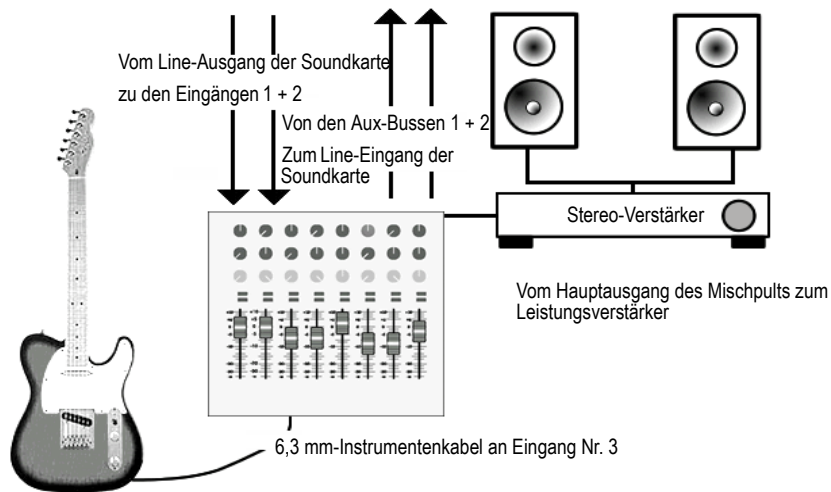 Vom Line-Ausgang der Soundkarte
zu den Eingängen 1 + 2
Von den Aux-Bussen 1 + 2
Zum Line-Eingang der
Soundkarte
Stereo-Verstärker
Vom Hauptausgang des Mischpults zum
Leistungsverstärker
6,3 mm-Instrumentenkabel an Eingang Nr. 3